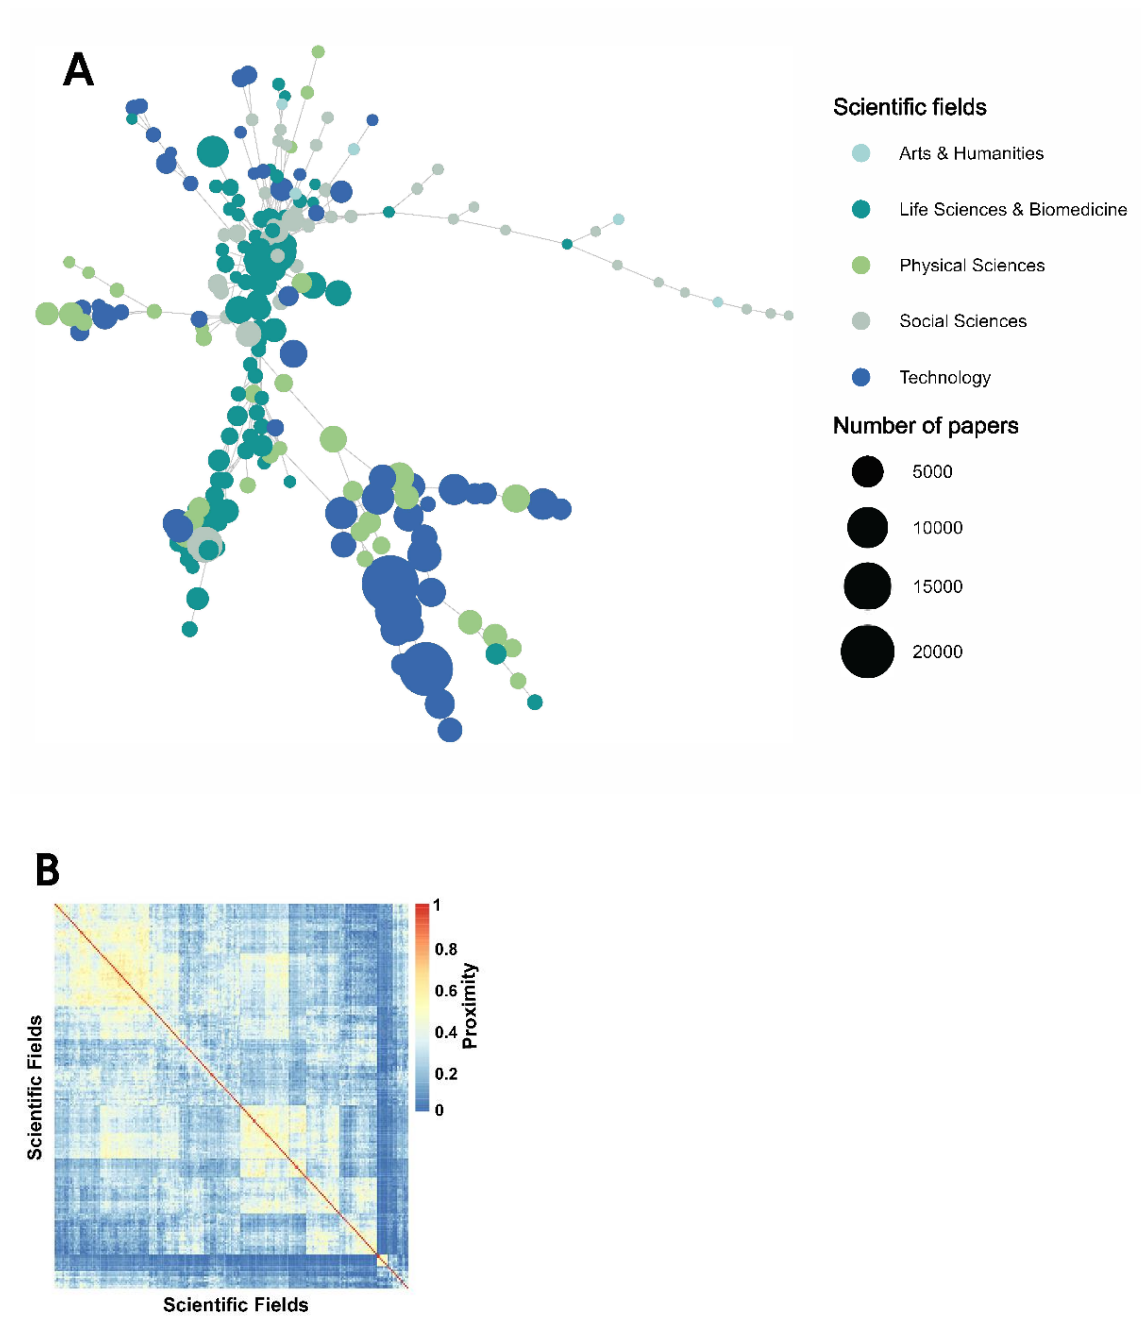 A
Scientific fields
Arts & Humanities
Life Sciences & Biomedicine
Physical Sciences
Social Sciences
Technology
Number of papers
5000
10000
15000
20000
B
Scientific Fields
Scientific Fields
1
0.8
0.6
0.4
0.2
0
Proximity